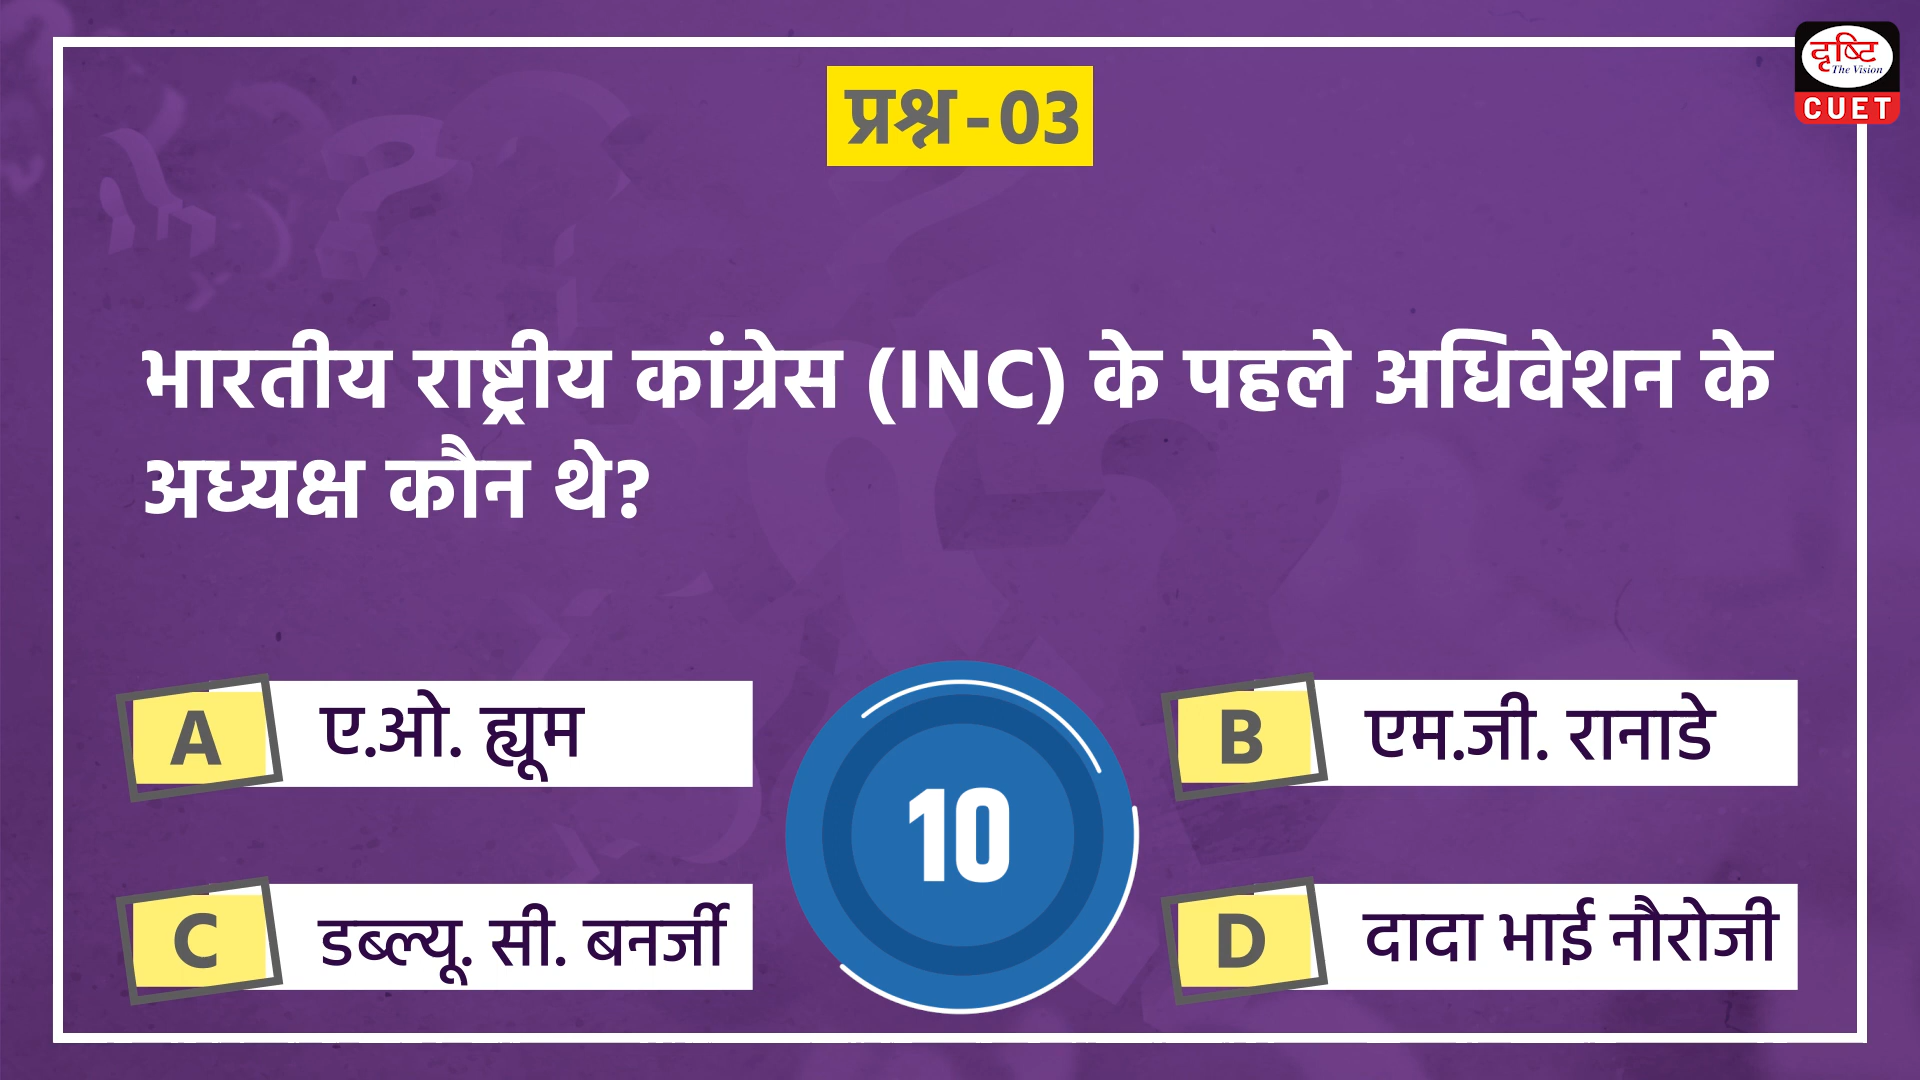 दृष्टि
The Vision
CUET
प्रश्न-03
भारतीय राष्ट्रीय कांग्रेस (INC) के पहले अधिवेशन के
अध्यक्ष कौन थे?
A ए.ओ. ह्यूम
B एम.जी. रानाडे
10
C डब्ल्यू. सी. बनर्जी
D दादा भाई नौरोजी